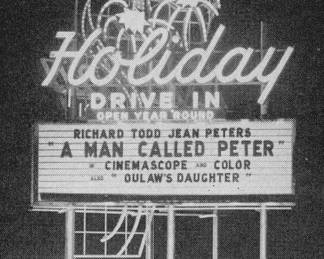 Holiday
DRIVE IN
OPEN YEAR ROUND
RICHARD TODD JEAN PETERS
"A MAN CALLED PETER"
IN CINEMASCOPE AND COLOR
ALSO "OULAW'S DAUGHTER"